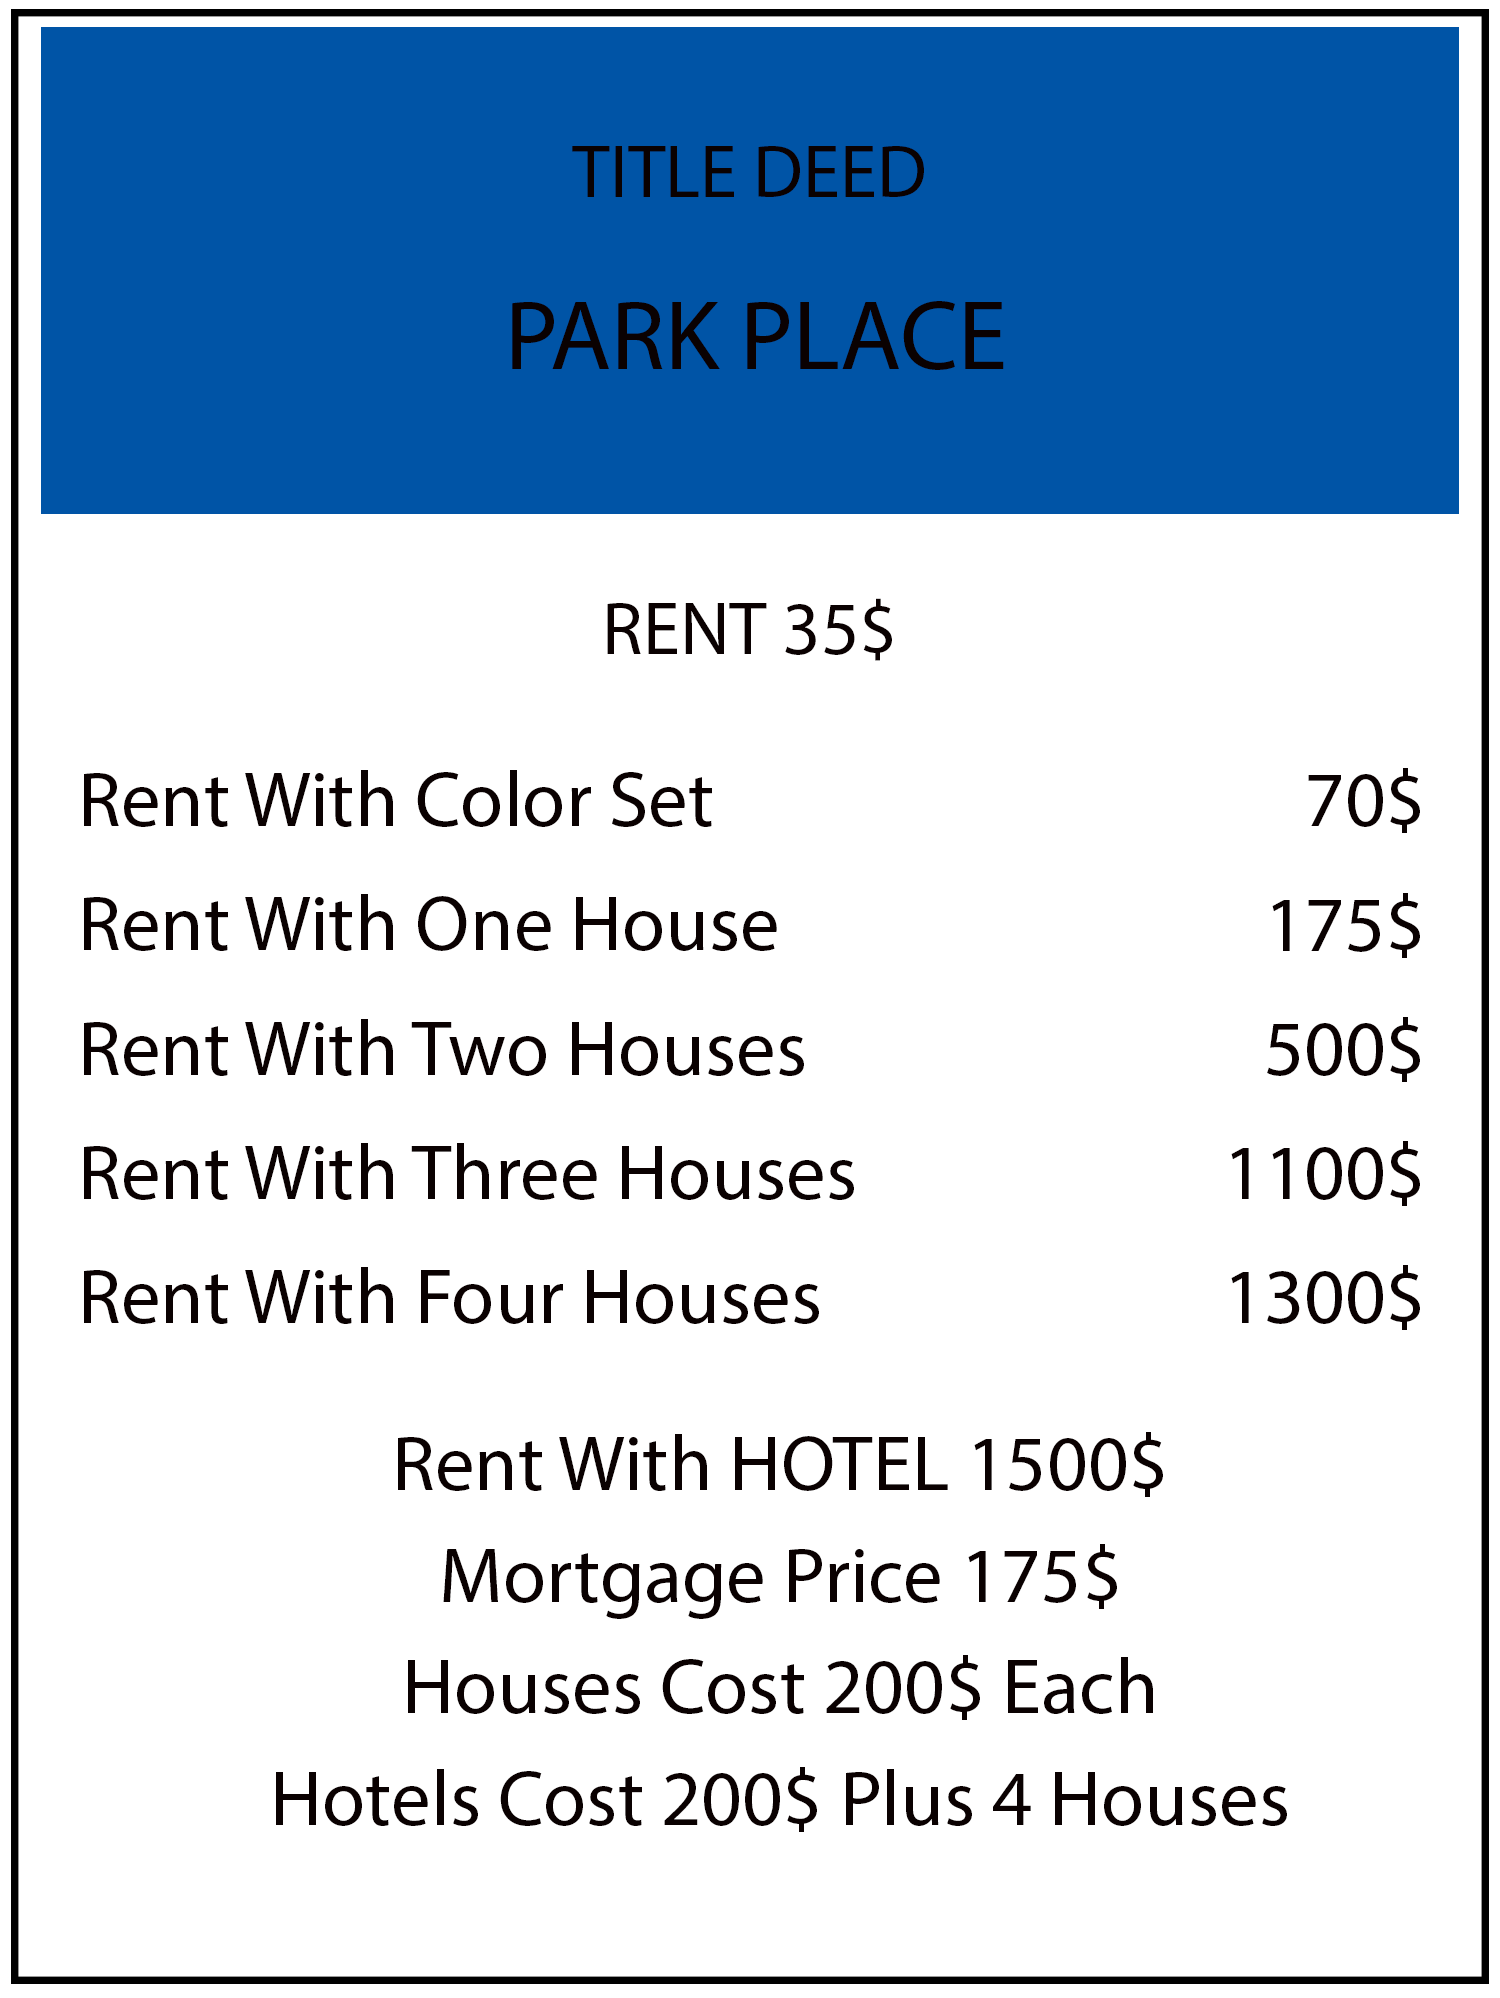 TITLE DEED
PARK PLACE
RENT 35$
Rent With Color Set 70$
Rent With One House 175$
Rent With Two Houses 500$
Rent With Three Houses 1100$
Rent With Four Houses 1300$
Rent With HOTEL 1500$
Mortgage Price 175$
Houses Cost 200$ Each
Hotels Cost 200$ Plus 4 Houses